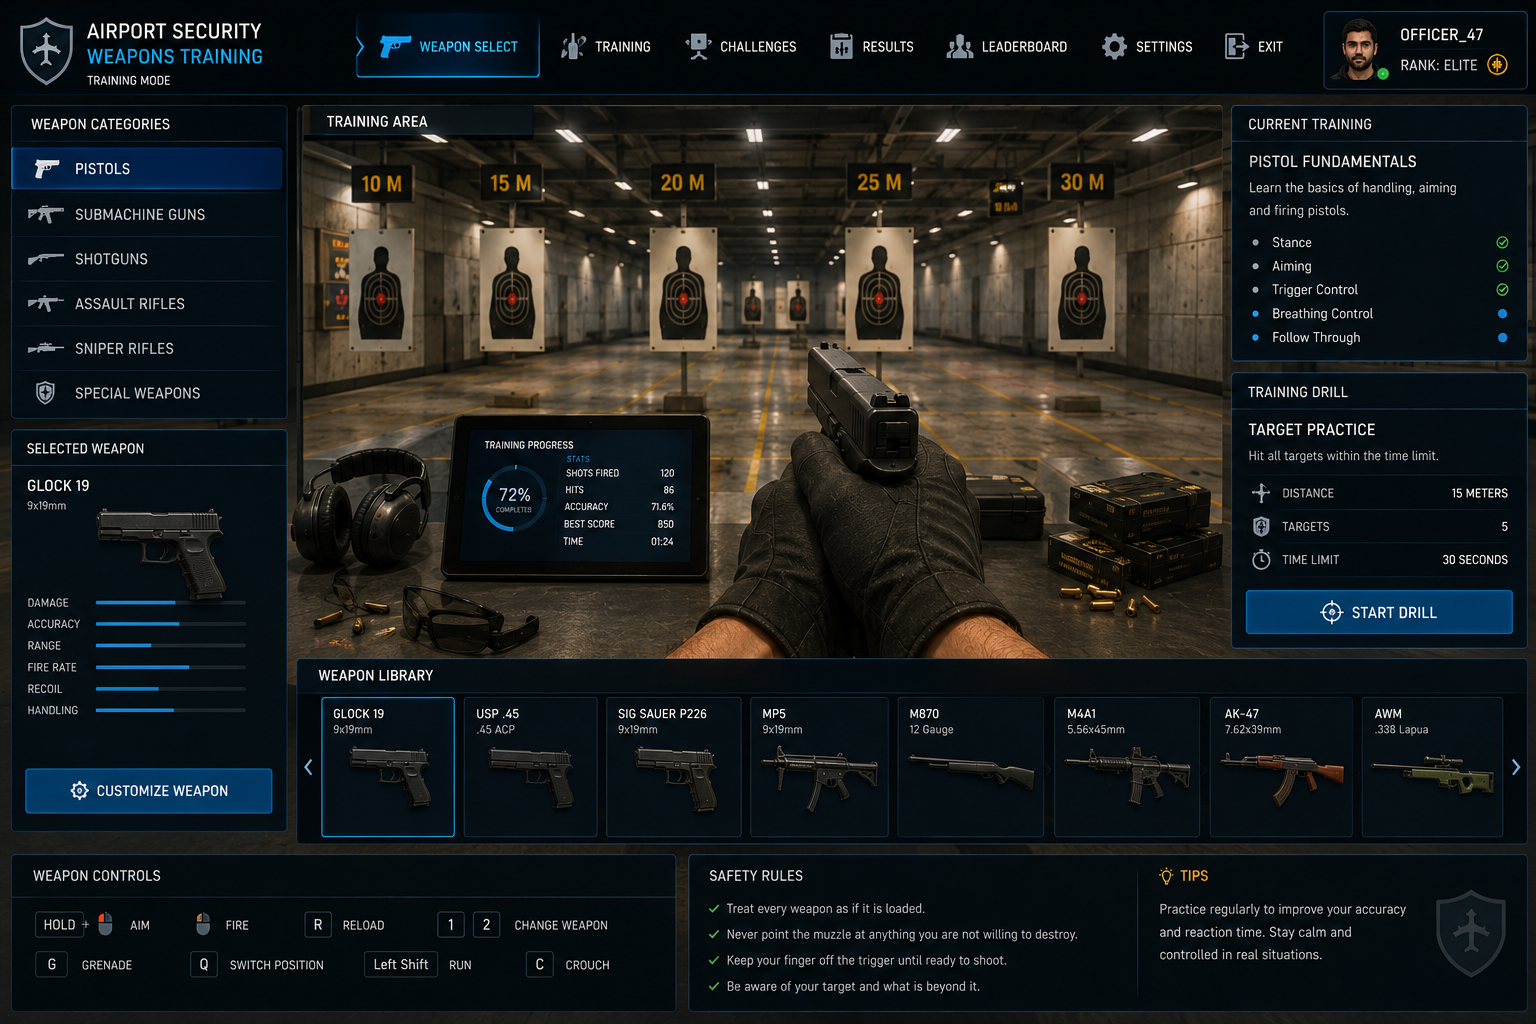 AIRPORT SECURITY
WEAPONS TRAINING
TRAINING MODE
WEAPON SELECT
TRAINING
CHALLENGES
RESULTS
LEADERBOARD
SETTINGS
EXIT
OFFICER_47
RANK: ELITE
WEAPON CATEGORIES
PISTOLS
SUBMACHINE GUNS
SHOTGUNS
ASSAULT RIFLES
SNIPER RIFLES
SPECIAL WEAPONS
SELECTED WEAPON
GLOCK 19
9x19mm
DAMAGE
ACCURACY
RANGE
FIRE RATE
RECOIL
HANDLING
CUSTOMIZE WEAPON
TRAINING AREA
10 M
15 M
20 M
25 M
30 M
TRAINING PROGRESS
72%
COMPLETED
STATS
SHOTS FIRED 120
HITS 86
ACCURACY 71.6%
BEST SCORE 850
TIME 01:24
CURRENT TRAINING
PISTOL FUNDAMENTALS
Learn the basics of handling, aiming
and firing pistols.
Stance
Aiming
Trigger Control
Breathing Control
Follow Through
TRAINING DRILL
TARGET PRACTICE
Hit all targets within the time limit.
DISTANCE 15 METERS
TARGETS 5
TIME LIMIT 30 SECONDS
START DRILL
WEAPON LIBRARY
GLOCK 19
9x19mm
USP .45
.45 ACP
SIG SAUER P226
9x19mm
MP5
9x19mm
M870
12 Gauge
M4A1
5.56x45mm
AK-47
7.62x39mm
AWM
.338 Lapua
WEAPON CONTROLS
HOLD + AIM
FIRE
R RELOAD
1 2 CHANGE WEAPON
G GRENADE
Q SWITCH POSITION
Left Shift RUN
C CROUCH
SAFETY RULES
Treat every weapon as if it is loaded.
Never point the muzzle at anything you are not willing to destroy.
Keep your finger off the trigger until ready to shoot.
Be aware of your target and what is beyond it.
TIPS
Practice regularly to improve your accuracy
and reaction time. Stay calm and
controlled in real situations.